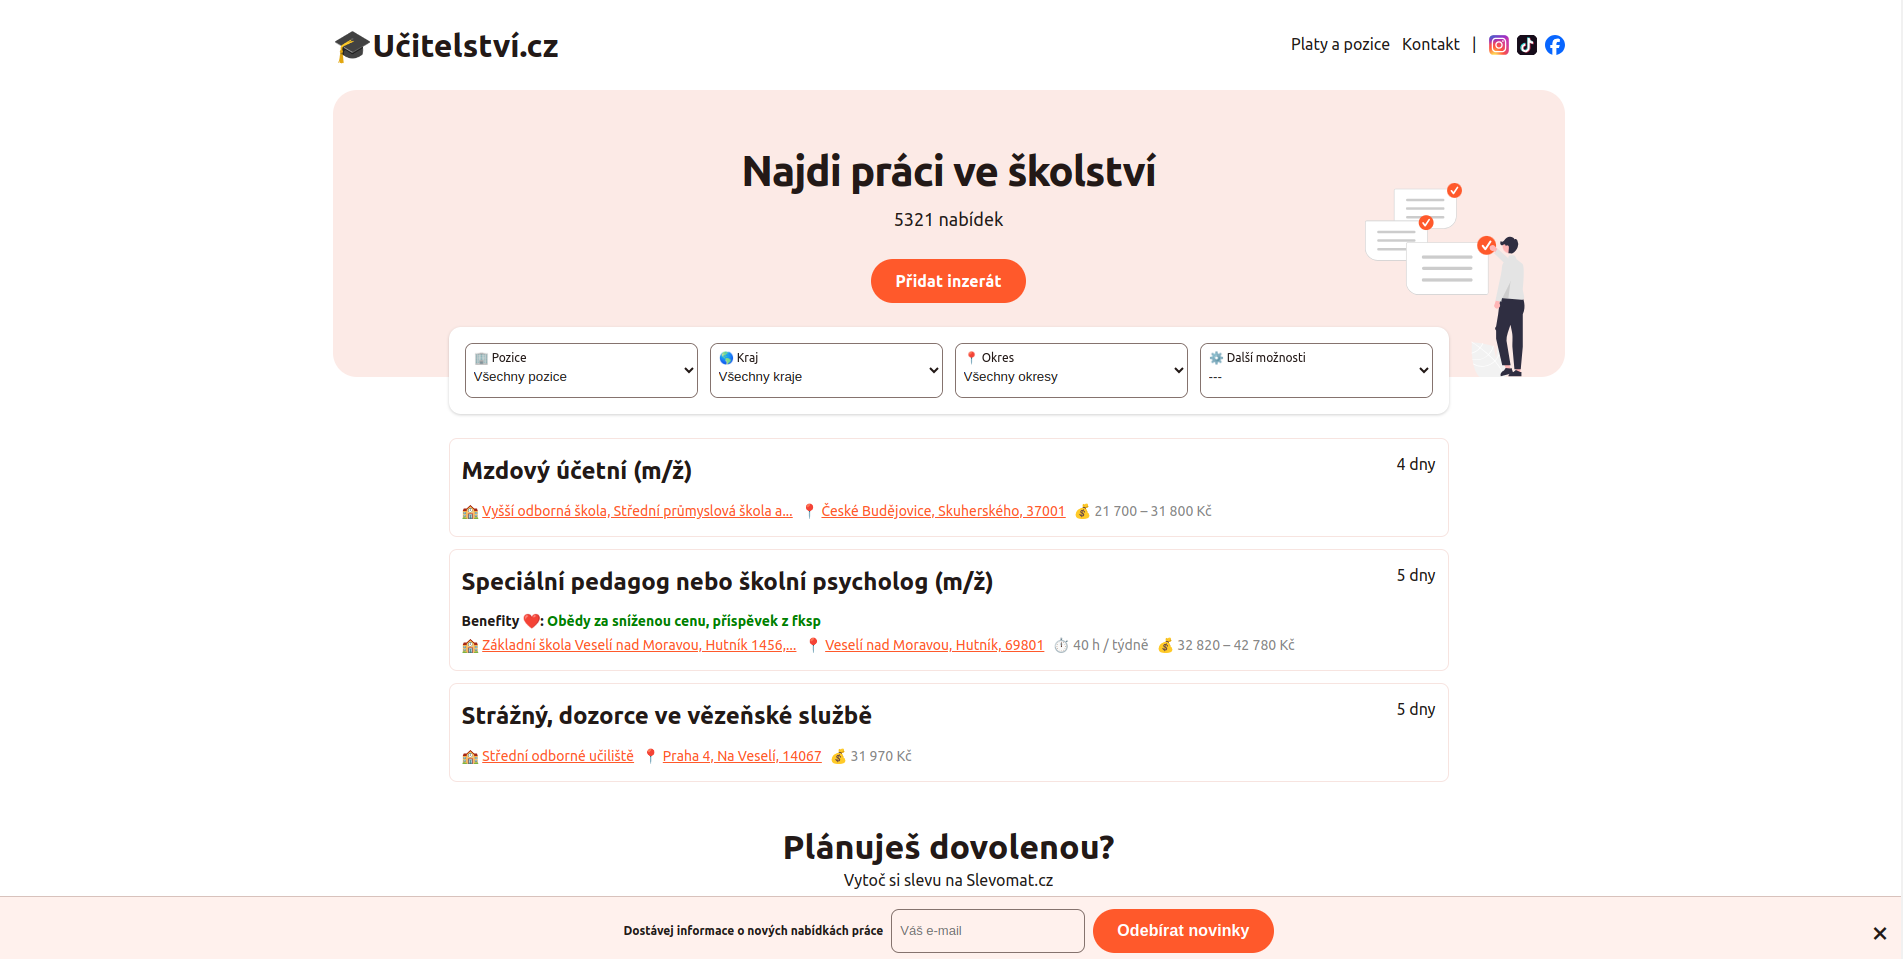 Učitelství.cz
Platy a pozice Kontakt |
Najdi práci ve školství
5321 nabídek
Přidat inzerát
Pozice
Všechny pozice
Kraj
Všechny kraje
Okres
Všechny okresy
Další možnosti
---
Mzdový účetní (m/ž)
4 dny
Vyšší odborná škola, Střední průmyslová škola a... České Budějovice, Skuherského, 37001 21 700 – 31 800 Kč
Speciální pedagog nebo školní psycholog (m/ž)
5 dny
Benefity ❤️: Obědy za sníženou cenu, příspěvek z fksp
Základní škola Veselí nad Moravou, Hutník 1456,... Veselí nad Moravou, Hutník, 69801 40 h / týdně 32 820 – 42 780 Kč
Strážný, dozorce ve vězeňské službě
5 dny
Střední odborné učiliště Praha 4, Na Veselí, 14067 31 970 Kč
Plánuješ dovolenou?
Vytoč si slevu na Slevomat.cz
Dostávej informace o nových nabídkách práce Váš e-mail Odebírat novinky ×